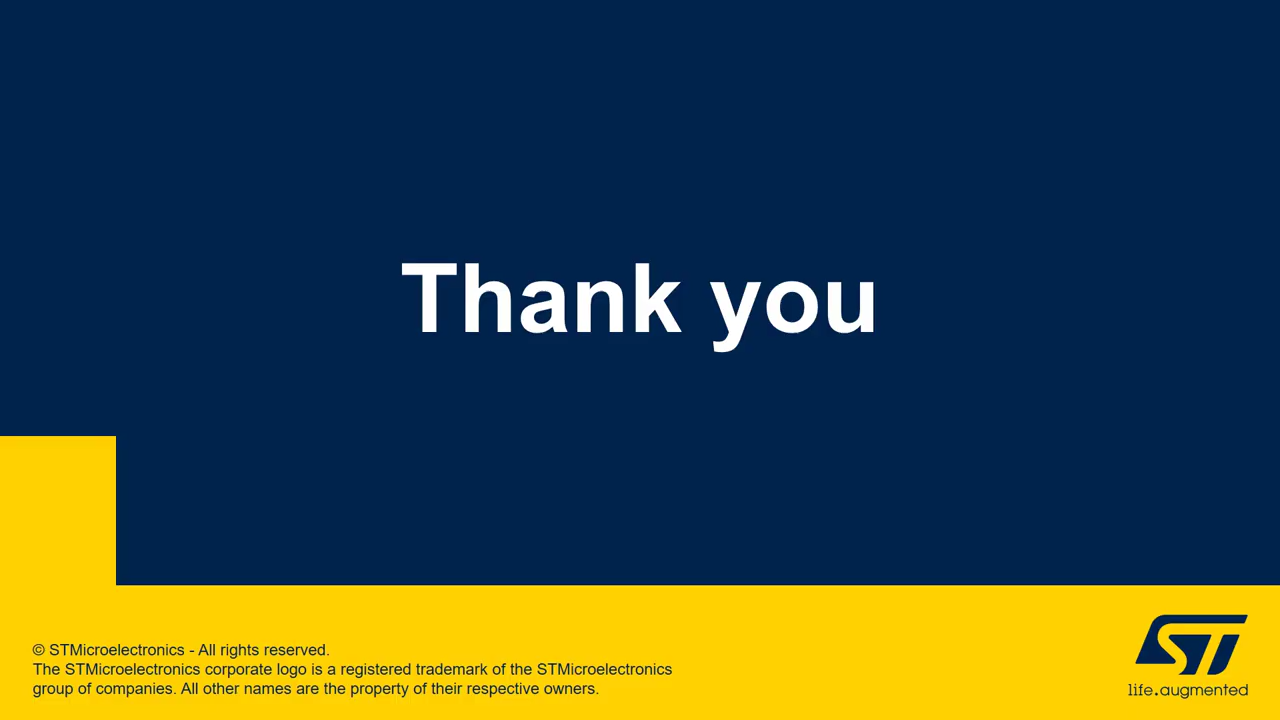 Thank you
© STMicroelectronics - All rights reserved.
The STMicroelectronics corporate logo is a registered trademark of the STMicroelectronics
group of companies. All other names are the property of their respective owners.
ST
life.augmented